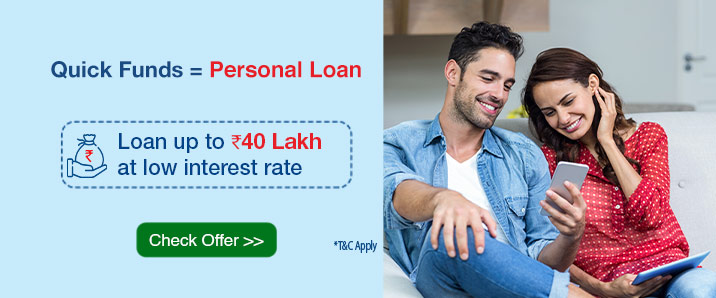 Quick Funds = Personal Loan
Loan up to ₹40 Lakh
₹
at low interest rate
Check Offer >>
*T&C Apply